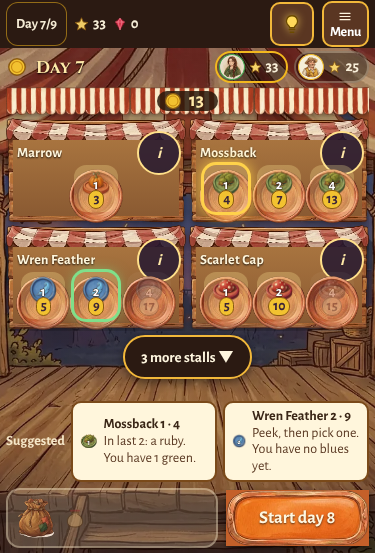 Day 7/9
33
0
Menu
DAY 7
33
25
13
Marrow
i
1
3
Mossback
i
1
4
2
7
4
13
Wren Feather
i
1
5
2
9
4
17
Scarlet Cap
i
1
5
2
10
4
15
3 more stalls ▼
Suggested
Mossback 1 · 4
In last 2: a ruby.
You have 1 green.
Wren Feather 2 · 9
Peek, then pick one.
You have no blues
yet.
Start day 8